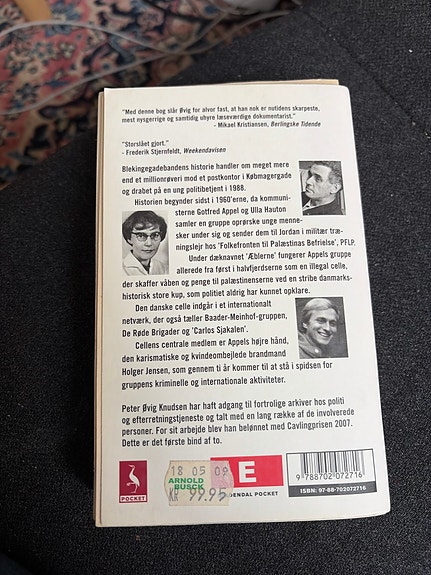 "Med denne bog slår Øvig for alvor fast, at han nok er nutidens skarpeste,
mest nysgerrige og samtidig uhyre læseværdige dokumentarist."
- Mikael Kristiansen, Berlingske Tidende
"Storslået gjort."
- Frederik Stjernfeldt, Weekendavisen
Blekingegadebandens historie handler om meget mere
end et millionrøveri mod et postkontor i Købmagergade
og drabet på en ung politibetjent i 1988.
Historien begynder sidst i 1960'erne, da kommuni-
sterne Gotfred Appel og Ulla Hauton
samler en gruppe oprørske unge menne-
sker under sig og sender dem til Jordan i militær træ-
ningslejr hos 'Folkefronten til Palæstinas Befrielse', PFLP.
Under dæknavnet 'Æblerne' fungerer Appels gruppe
allerede fra først i halvfjerdserne som en illegal celle,
der skaffer våben og penge til palæstinenserne ved en stribe danmarks-
historisk store kup, som politiet aldrig har kunnet opklare.
Den danske celle indgår i et internationalt
netværk, der også tæller Baader-Meinhof-gruppen,
De Røde Brigader og 'Carlos Sjakalen'.
Cellens centrale medlem er Appels højre hånd,
den karismatiske og kvindeombejlede brandmand
Holger Jensen, som gennem ti år kommer til at stå i spidsen for
gruppens kriminelle og internationale aktiviteter.
Peter Øvig Knudsen har haft adgang til fortrolige arkiver hos politi
og efterretningstjeneste og talt med en lang række af de involverede
personer. For sit arbejde blev han belønnet med Cavlingprisen 2007.
Dette er det første bind af to.
POCKET
18 05 09
ARNOLD
BUSCK
KR 99.95
E
DENDAL POCKET
9 788702 072716
ISBN: 97-88-702072716